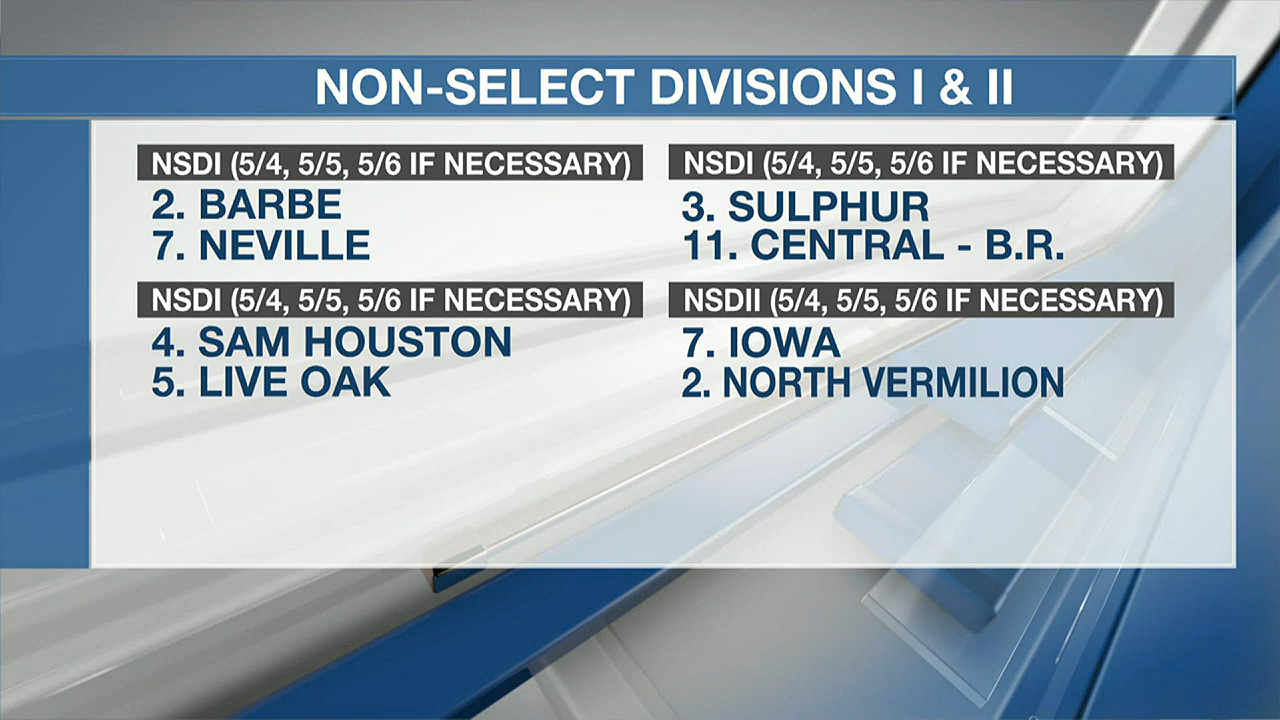 NON-SELECT DIVISIONS I & II
NSDI (5/4, 5/5, 5/6 IF NECESSARY)
2. BARBE
7. NEVILLE
NSDI (5/4, 5/5, 5/6 IF NECESSARY)
3. SULPHUR
11. CENTRAL - B.R.
NSDI (5/4, 5/5, 5/6 IF NECESSARY)
4. SAM HOUSTON
5. LIVE OAK
NSDII (5/4, 5/5, 5/6 IF NECESSARY)
7. IOWA
2. NORTH VERMILION